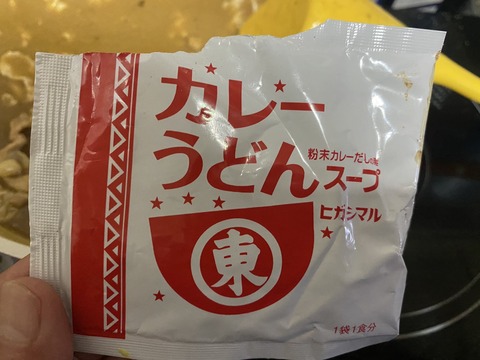 カレー
うどん
粉末カレーだし
スープ
ヒガシマル
東
1袋1食分